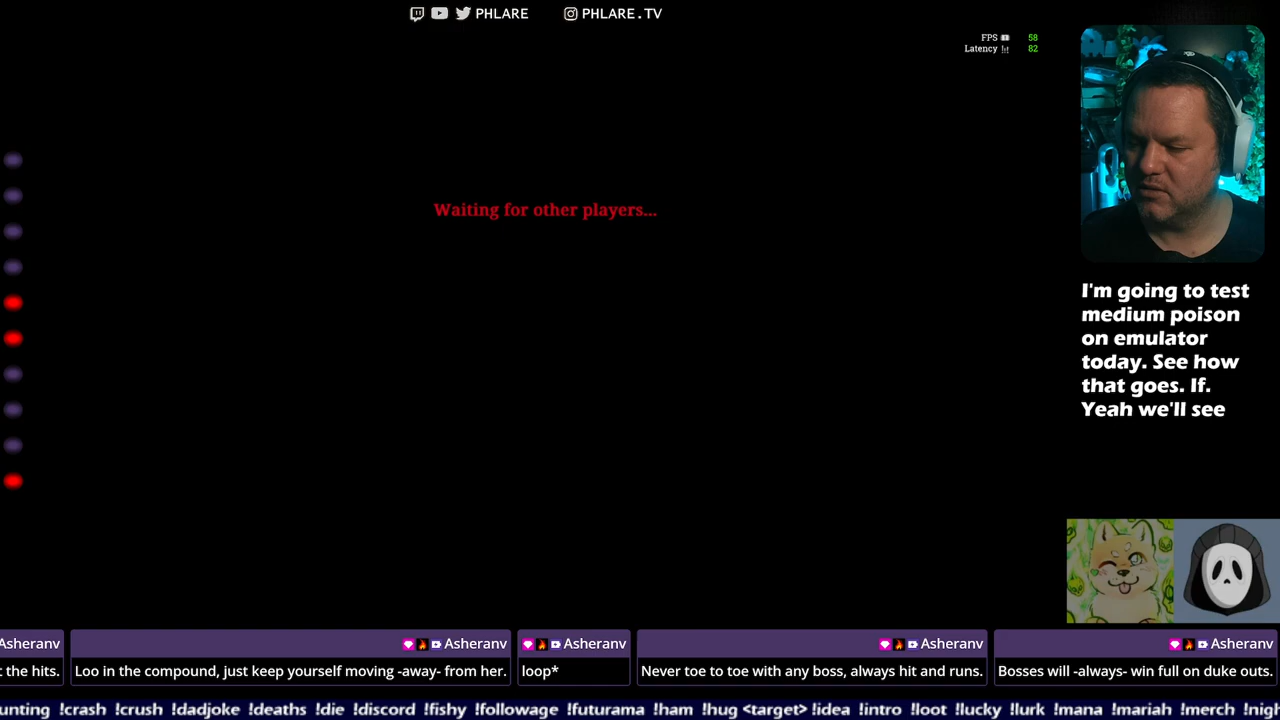 PHLARE PHLARE.TV
FPS 58
Latency 82
Waiting for other players...
I'm going to test
medium poison
on emulator
today. See how
that goes. If.
Yeah we'll see
Asheranv
t the hits.
Asheranv
Loo in the compound, just keep yourself moving -away- from her.
Asheranv
loop*
Asheranv
Never toe to toe with any boss, always hit and runs.
Asheranv
Bosses will -always- win full on duke outs.
unting !crash !crush !dadjoke !deaths !die !discord !fishy !followage !futurama !ham !hug <target> !idea !intro !loot !lucky !lurk !mana !mariah !merch !nigh